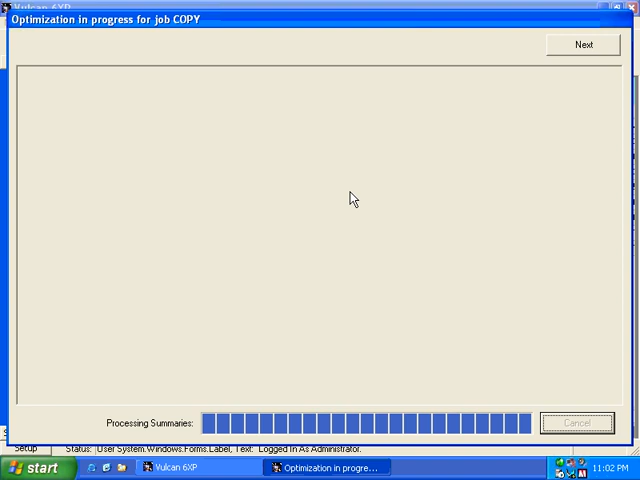 Vulcan 6XP
Optimization in progress for job COPY
Next
Processing Summaries:
Cancel
Setup
Status: User System.Windows.Forms.Label, Text: Logged In As Administrator.
start
Vulcan 6XP
Optimization in progre...
11:02 PM